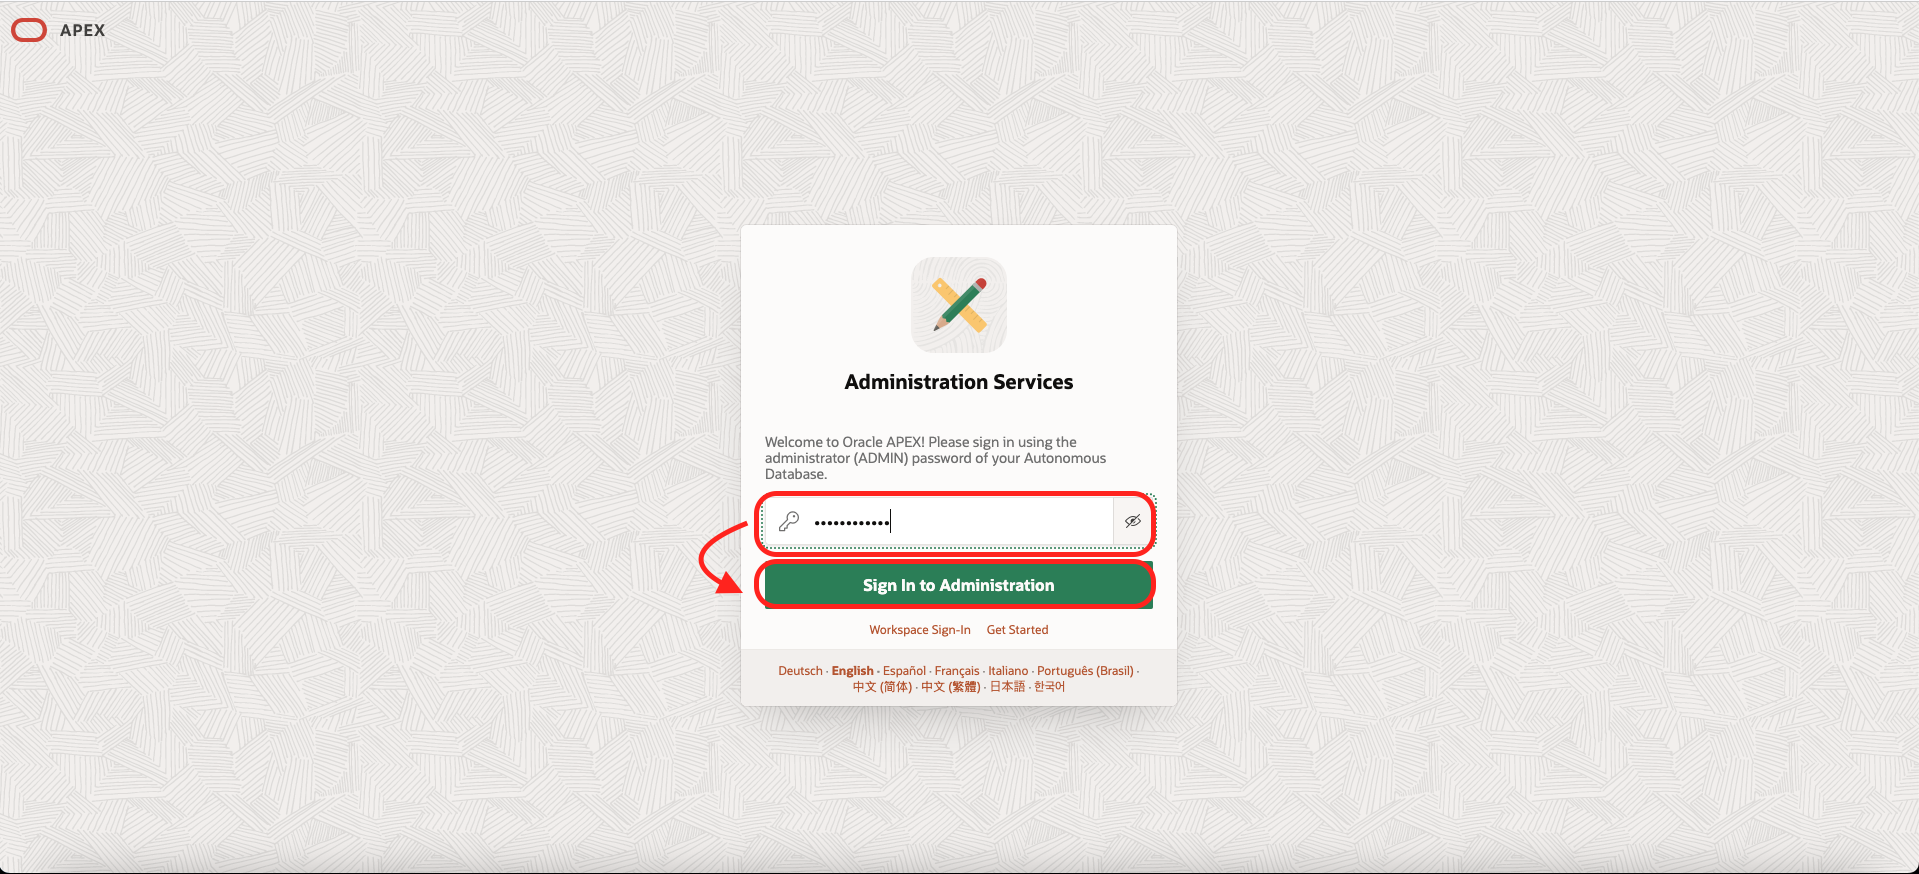 APEX
Administration Services
Welcome to Oracle APEX! Please sign in using the
administrator (ADMIN) password of your Autonomous
Database.
••••••••••••
Sign In to Administration
Workspace Sign-In Get Started
Deutsch · English · Español · Français · Italiano · Português (Brasil) ·
中文 (简体) · 中文 (繁體) · 日本語 · 한국어